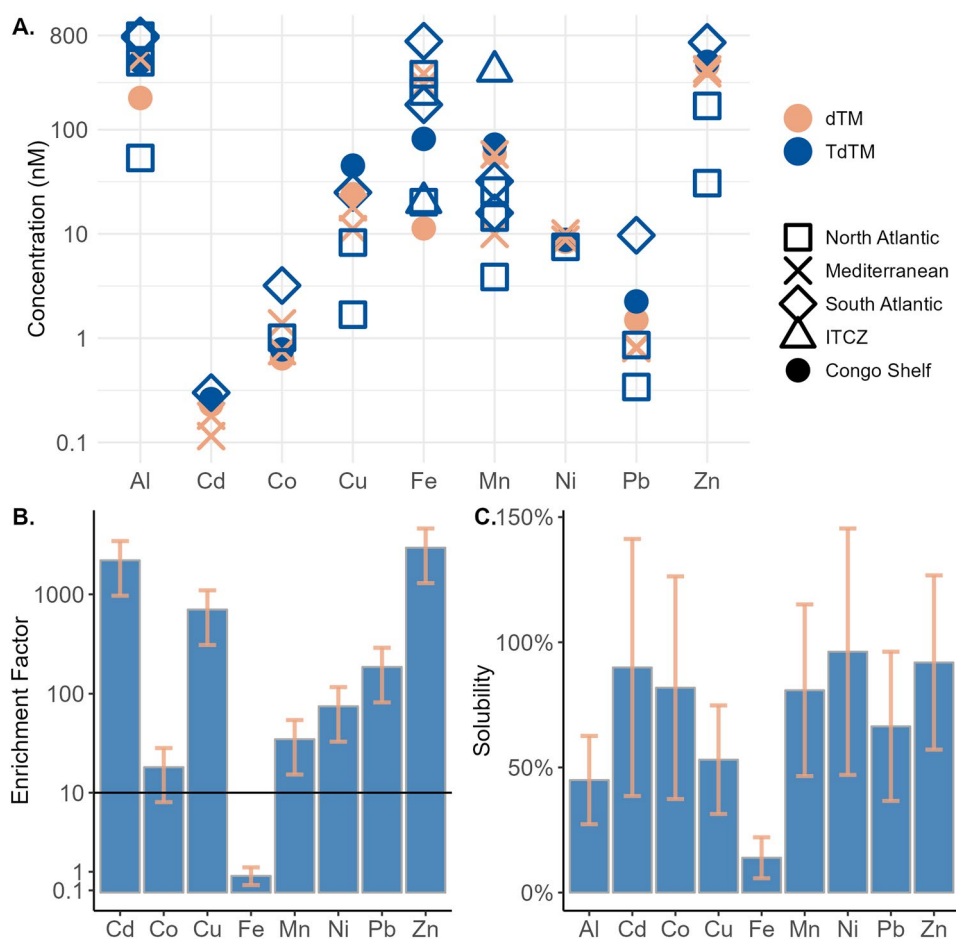 A.
800
100
10
1
0.1
Concentration (nM)
Al Cd Co Cu Fe Mn Ni Pb Zn
dTM
TdTM
North Atlantic
Mediterranean
South Atlantic
ITCZ
Congo Shelf
B.
1000
100
10
1
0.1
Enrichment Factor
Cd Co Cu Fe Mn Ni Pb Zn
C.
150%
100%
50%
0%
Solubility
Al Cd Co Cu Fe Mn Ni Pb Zn